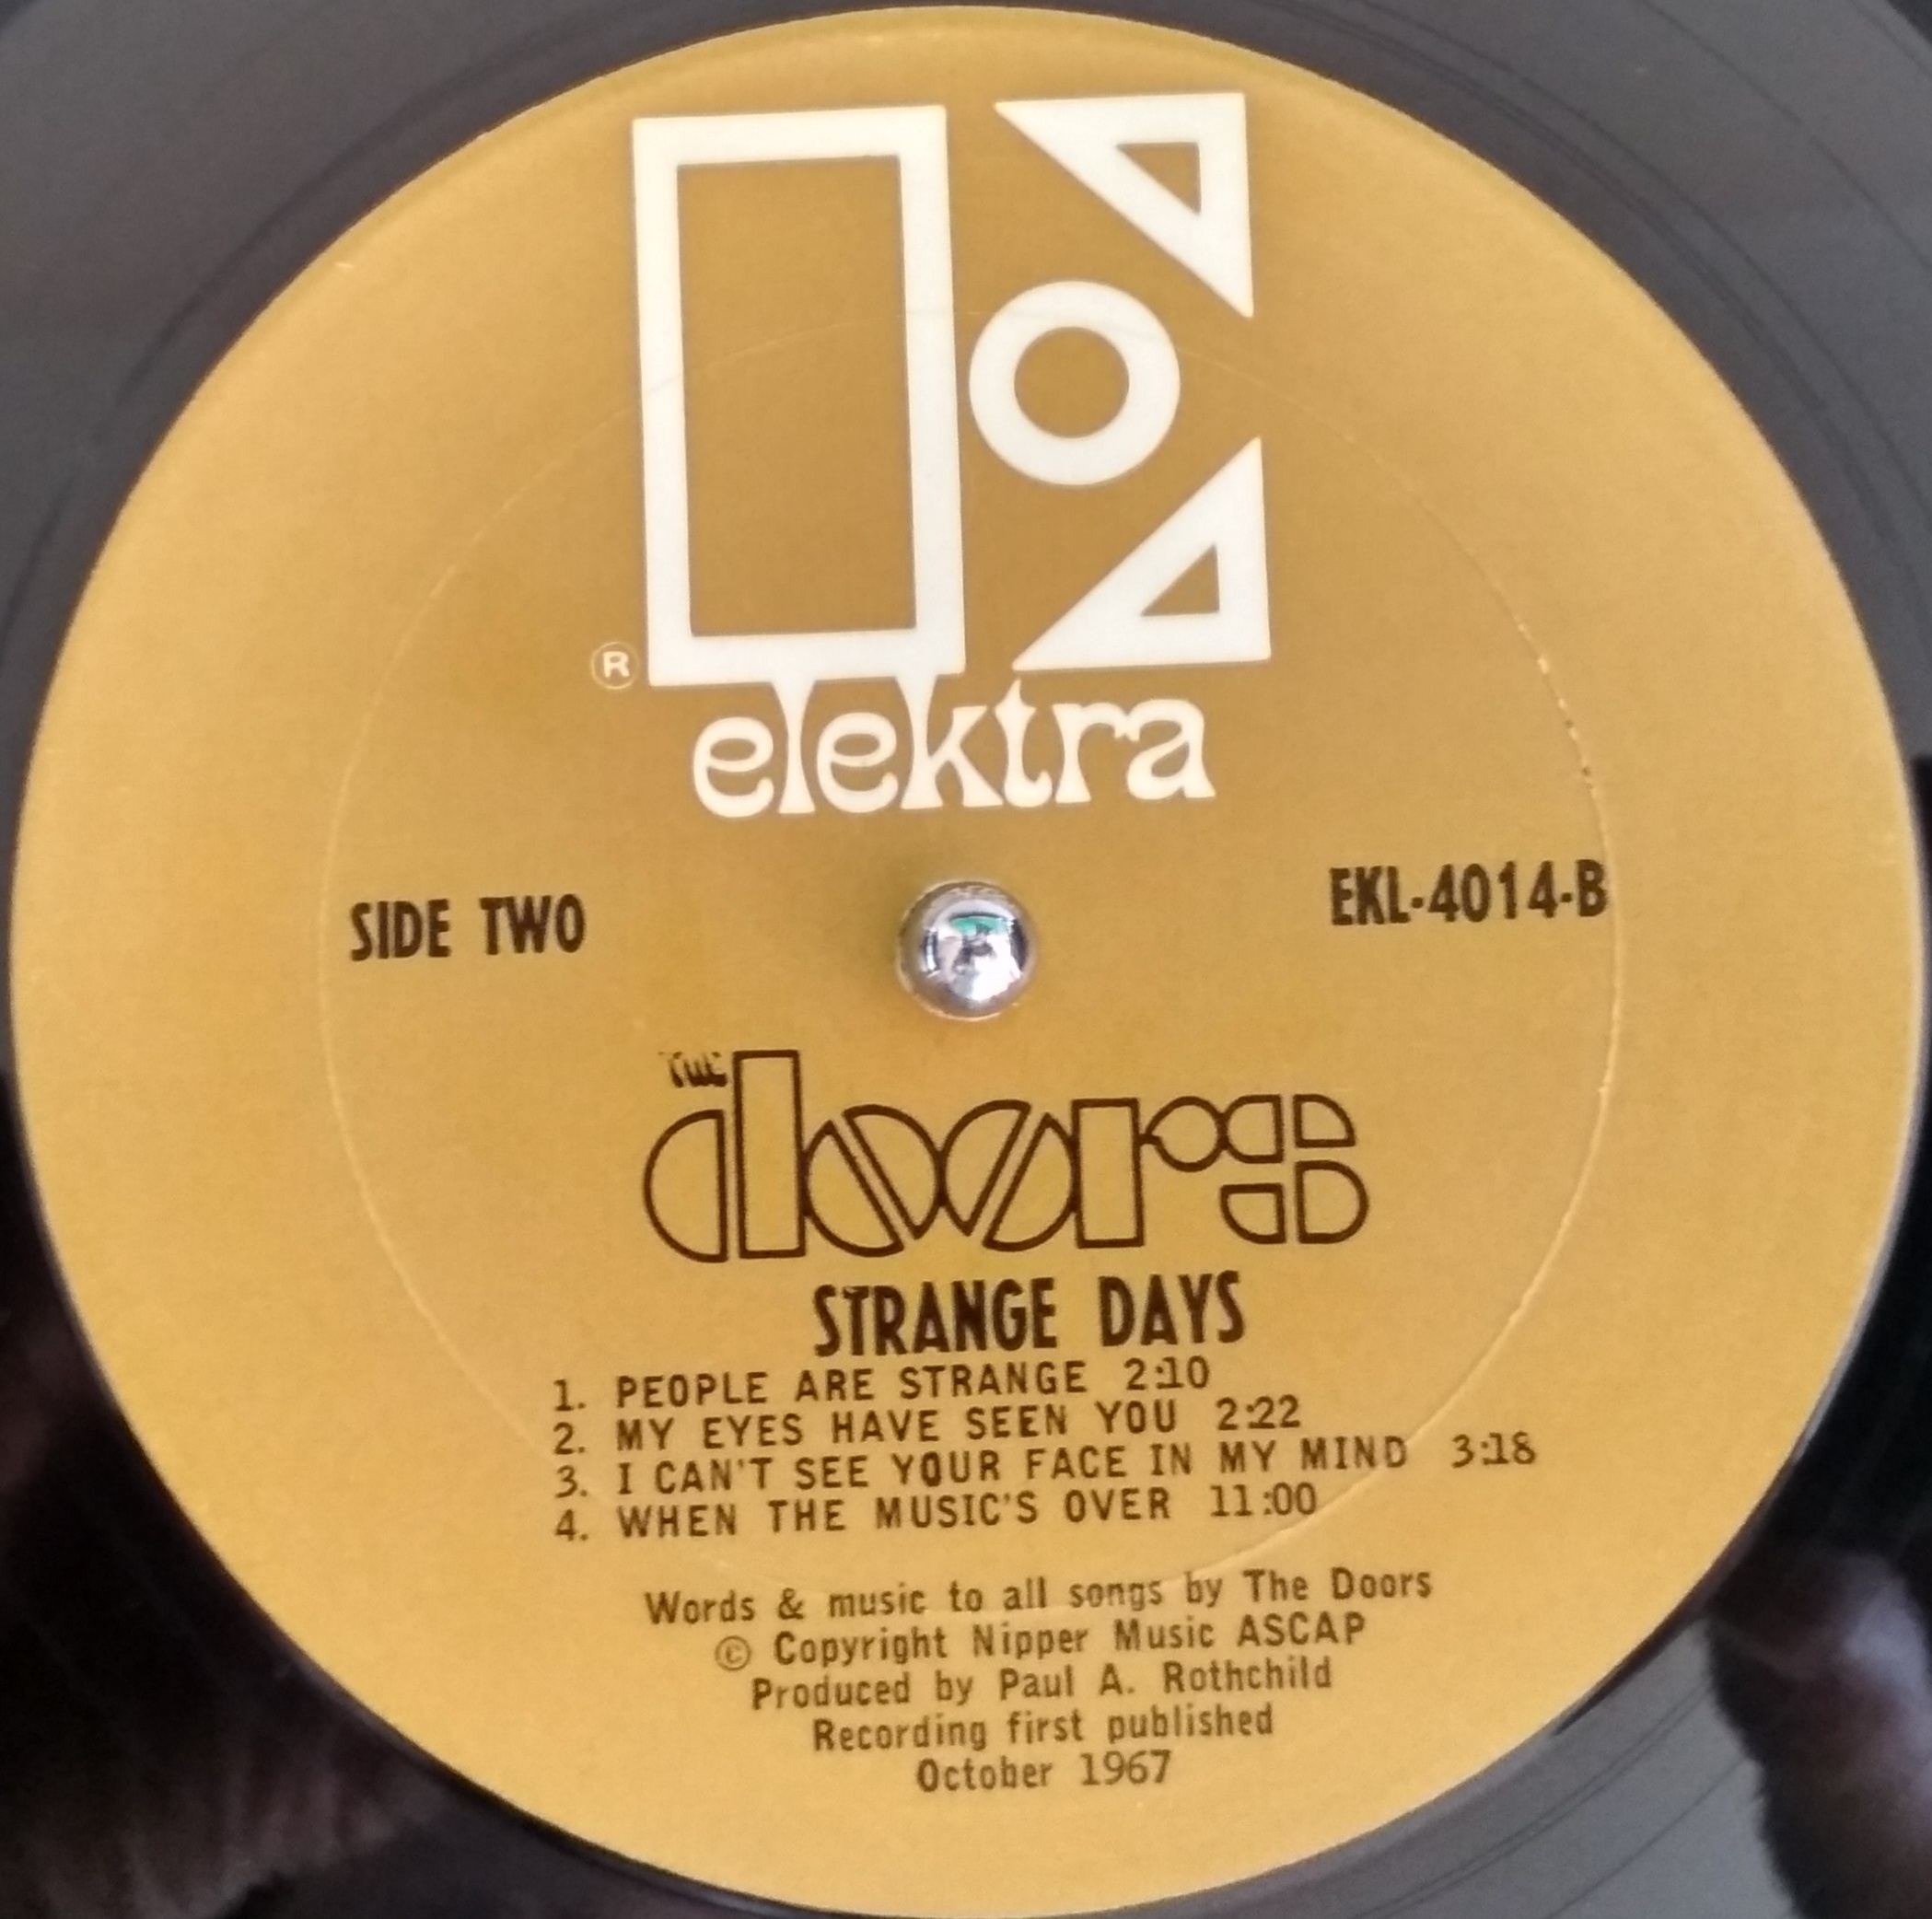 ®
elektra
SIDE TWO
EKL-4014-B
THE
doors
STRANGE DAYS
1. PEOPLE ARE STRANGE 2:10
2. MY EYES HAVE SEEN YOU 2:22
3. I CAN'T SEE YOUR FACE IN MY MIND 3:18
4. WHEN THE MUSIC'S OVER 11:00
Words & music to all songs by The Doors
© Copyright Nipper Music ASCAP
Produced by Paul A. Rothchild
Recording first published
October 1967